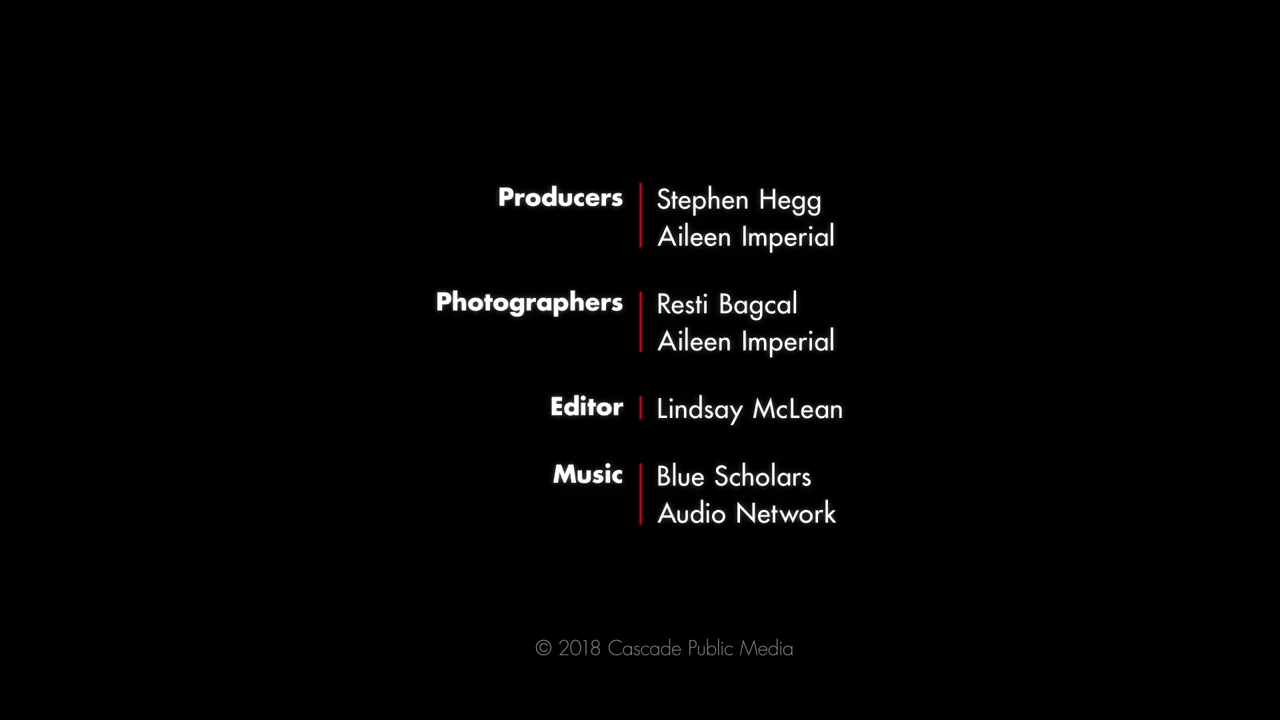 Producers Stephen Hegg
Aileen Imperial
Photographers Resti Bagcal
Aileen Imperial
Editor Lindsay McLean
Music Blue Scholars
Audio Network
© 2018 Cascade Public Media